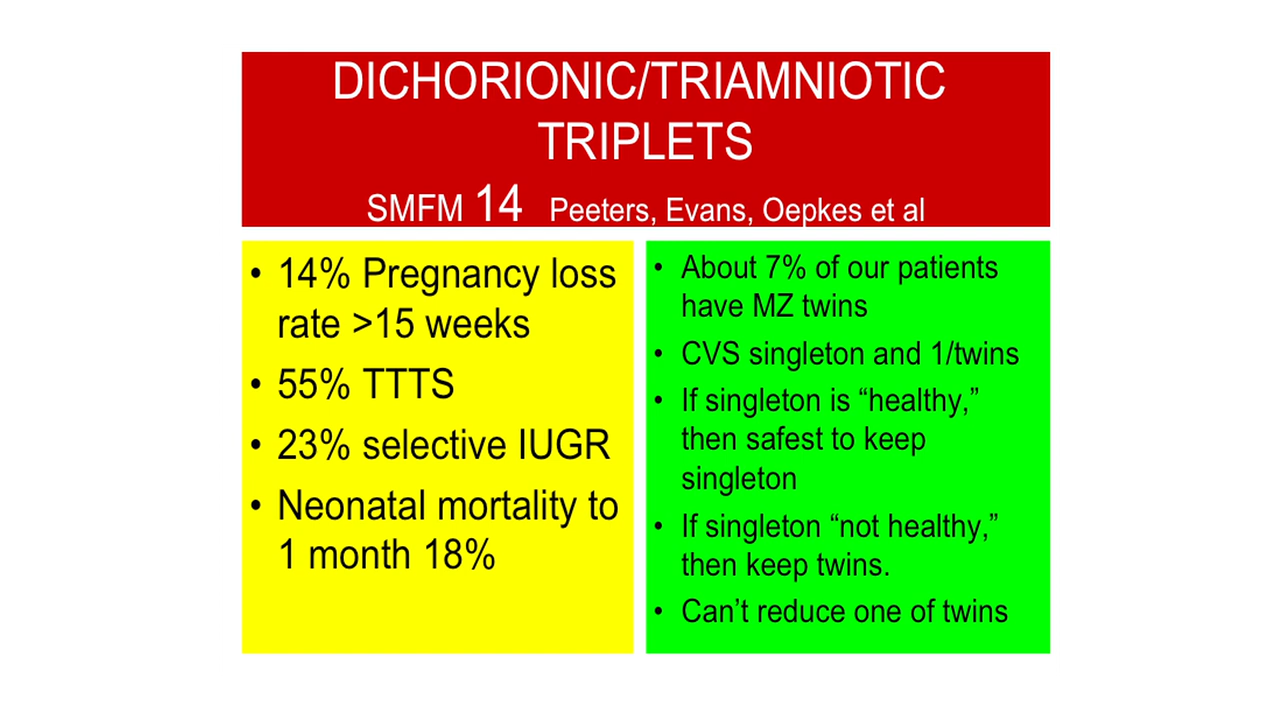 DICHORIONIC/TRIAMNIOTIC
TRIPLETS
SMFM 14 Peeters, Evans, Oepkes et al
• 14% Pregnancy loss
rate >15 weeks
• 55% TTTS
• 23% selective IUGR
• Neonatal mortality to
1 month 18%
• About 7% of our patients
have MZ twins
• CVS singleton and 1/twins
• If singleton is “healthy,”
then safest to keep
singleton
• If singleton “not healthy,”
then keep twins.
• Can’t reduce one of twins